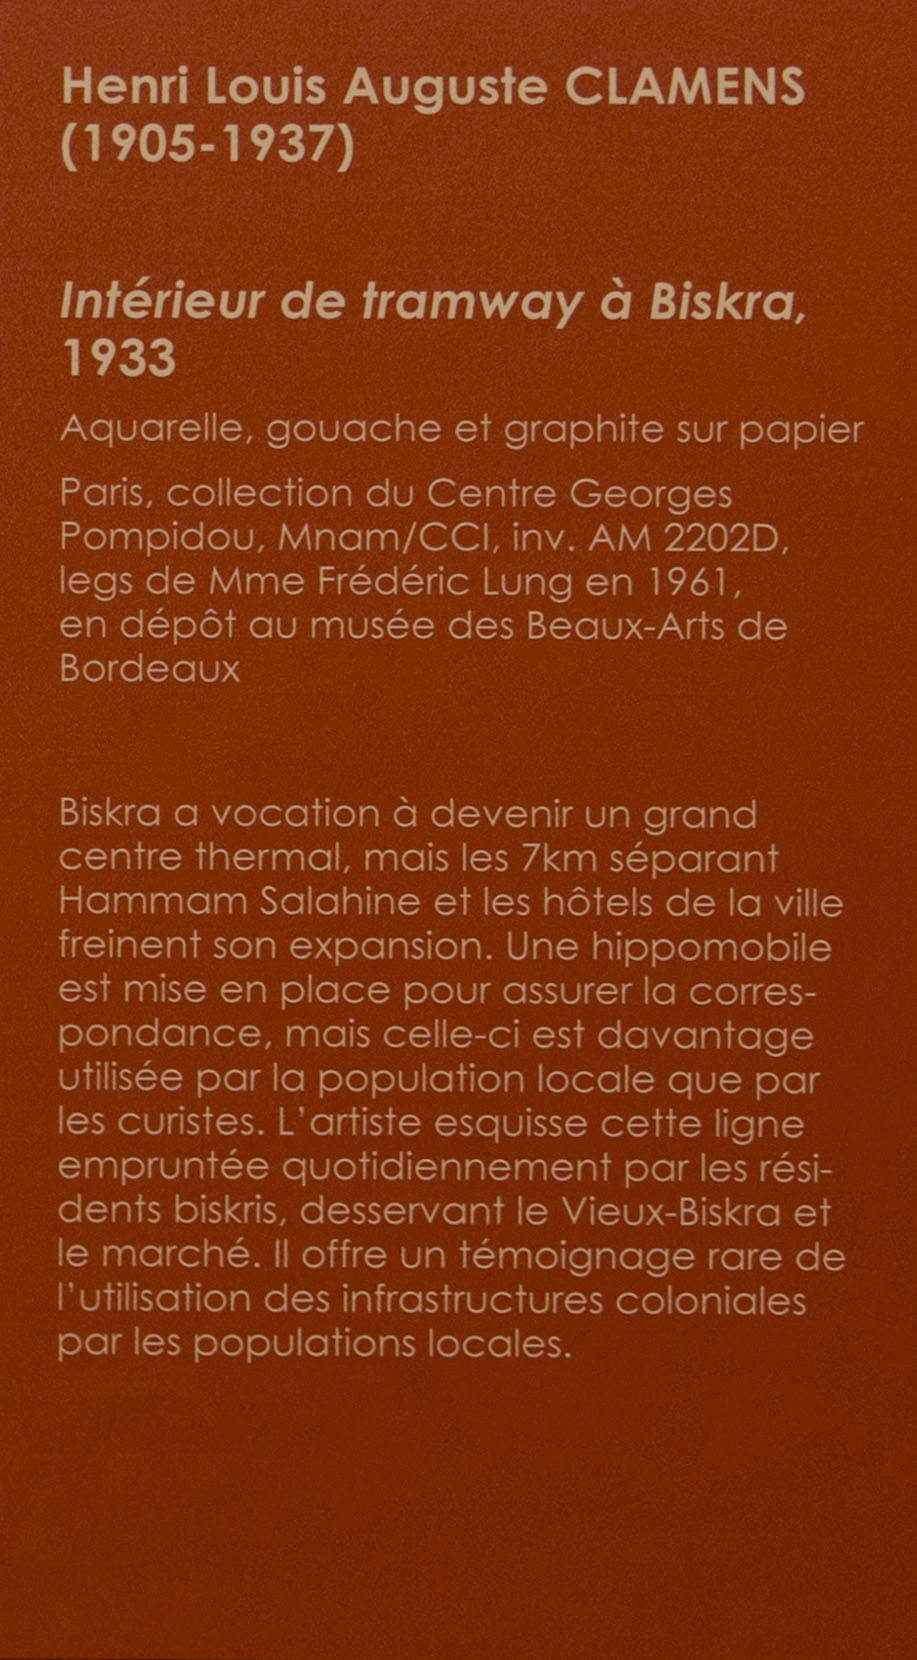 Henri Louis Auguste CLAMENS
(1905-1937)
Intérieur de tramway à Biskra,
1933
Aquarelle, gouache et graphite sur papier
Paris, collection du Centre Georges
Pompidou, Mnam/CCI, inv. AM 2202D,
legs de Mme Frédéric Lung en 1961,
en dépôt au musée des Beaux-Arts de
Bordeaux
Biskra a vocation à devenir un grand
centre thermal, mais les 7km séparant
Hammam Salahine et les hôtels de la ville
freinent son expansion. Une hippomobile
est mise en place pour assurer la corres-
pondance, mais celle-ci est davantage
utilisée par la population locale que par
les curistes. L'artiste esquisse cette ligne
empruntée quotidiennement par les rési-
dents biskris, desservant le Vieux-Biskra et
le marché. Il offre un témoignage rare de
l'utilisation des infrastructures coloniales
par les populations locales.